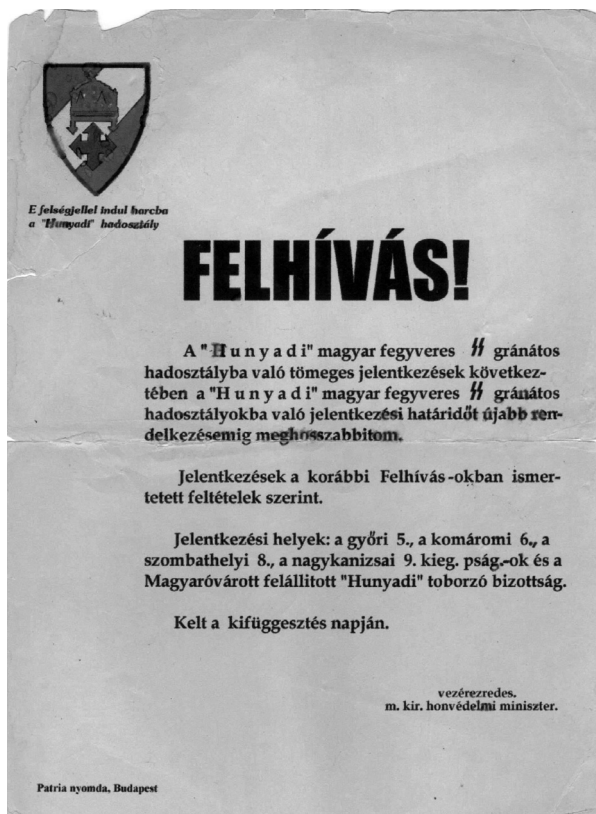 E felségjellel indul harcba
a "Hunyadi" hadosztály
FELHÍVÁS!
A "H u n y a d i" magyar fegyveres ᛋᛋ gránátos
hadosztályba való tömeges jelentkezések következ-
tében a "H u n y a d i" magyar fegyveres ᛋᛋ gránátos
hadosztályokba való jelentkezési határidőt újabb ren-
delkezésemig meghosszabbitom.
Jelentkezések a korábbi Felhívás-okban ismer-
tetett feltételek szerint.
Jelentkezési helyek: a győri 5., a komáromi 6., a
szombathelyi 8., a nagykanizsai 9. kieg. pság.-ok és a
Magyaróvárott felállitott "Hunyadi" toborzó bizottság.
Kelt a kifüggesztés napján.
vezérezredes.
m. kir. honvédelmi miniszter.
Patria nyomda, Budapest